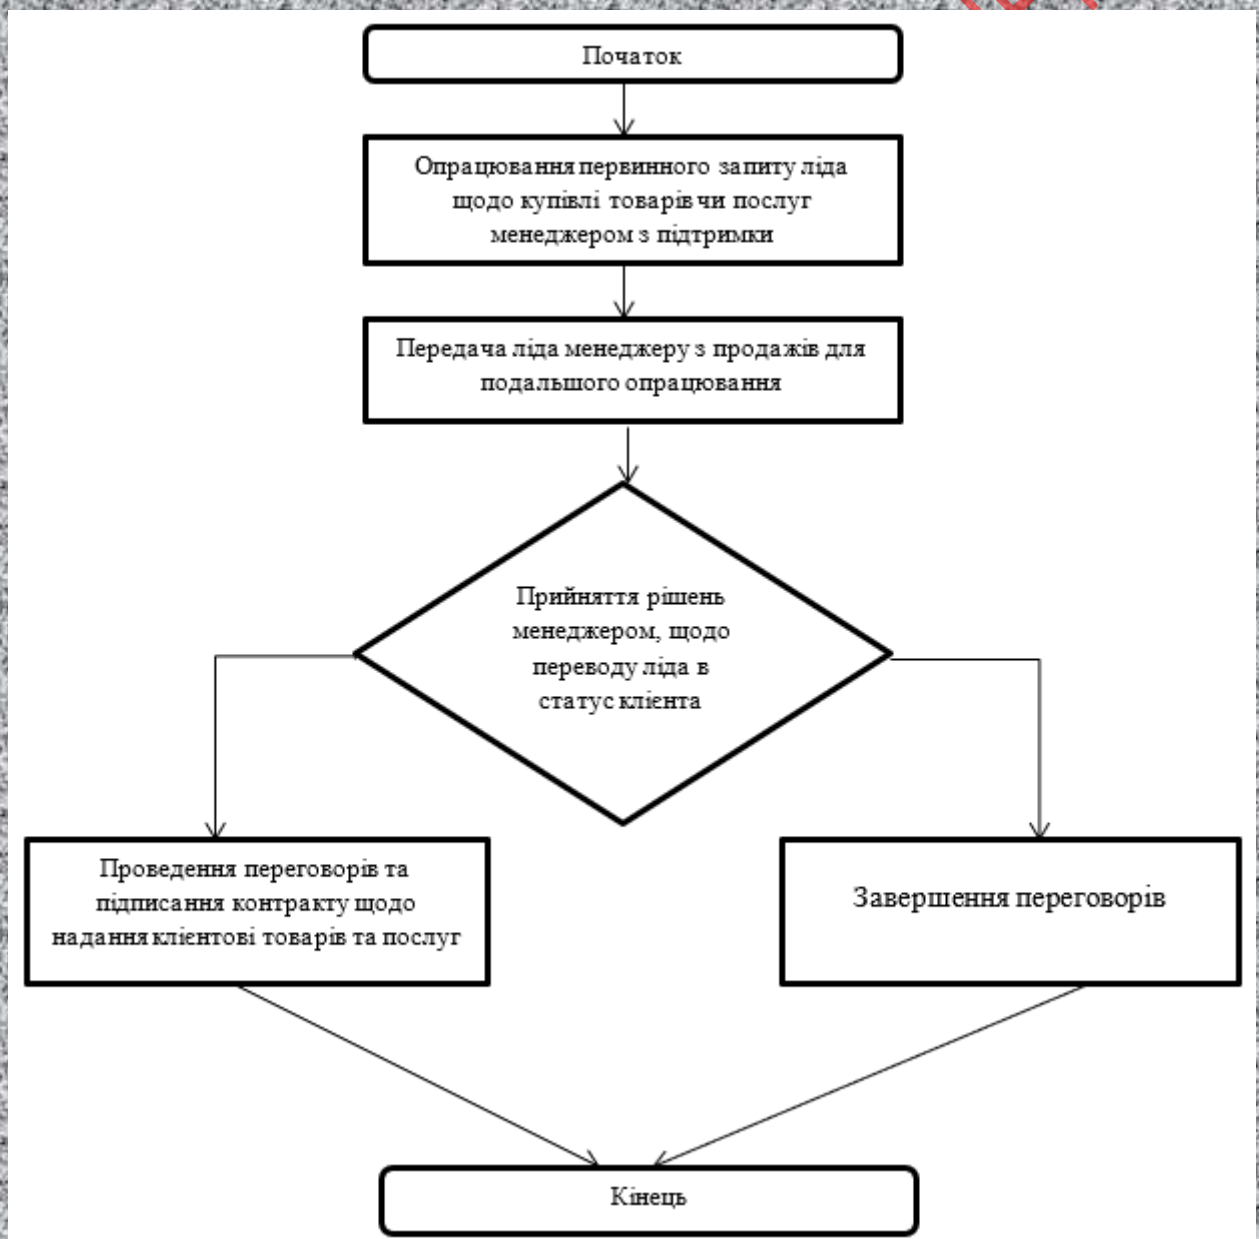 Початок
Опрацювання первинного запиту ліда
щодо купівлі товарів чи послуг
менеджером з підтримки
Передача ліда менеджеру з продажів для
подальшого опрацювання
Прийняття рішень
менеджером, щодо
переводу ліда в
статус клієнта
Проведення переговорів та
підписання контракту щодо
надання клієнтові товарів та послуг
Завершення переговорів
Кінець